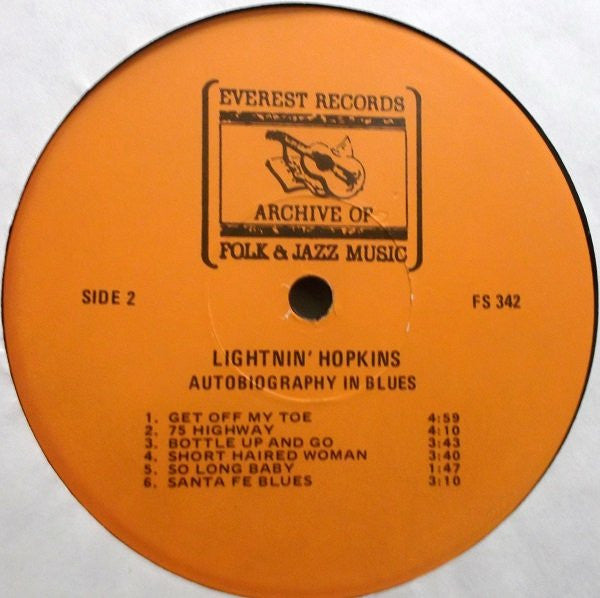 EVEREST RECORDS
ARCHIVE OF
FOLK & JAZZ MUSIC
SIDE 2 FS 342
LIGHTNIN' HOPKINS
AUTOBIOGRAPHY IN BLUES
1. GET OFF MY TOE 4:59
2. 75 HIGHWAY 4:10
3. BOTTLE UP AND GO 3:43
4. SHORT HAIRED WOMAN 3:40
5. SO LONG BABY 1:47
6. SANTA FE BLUES 3:10